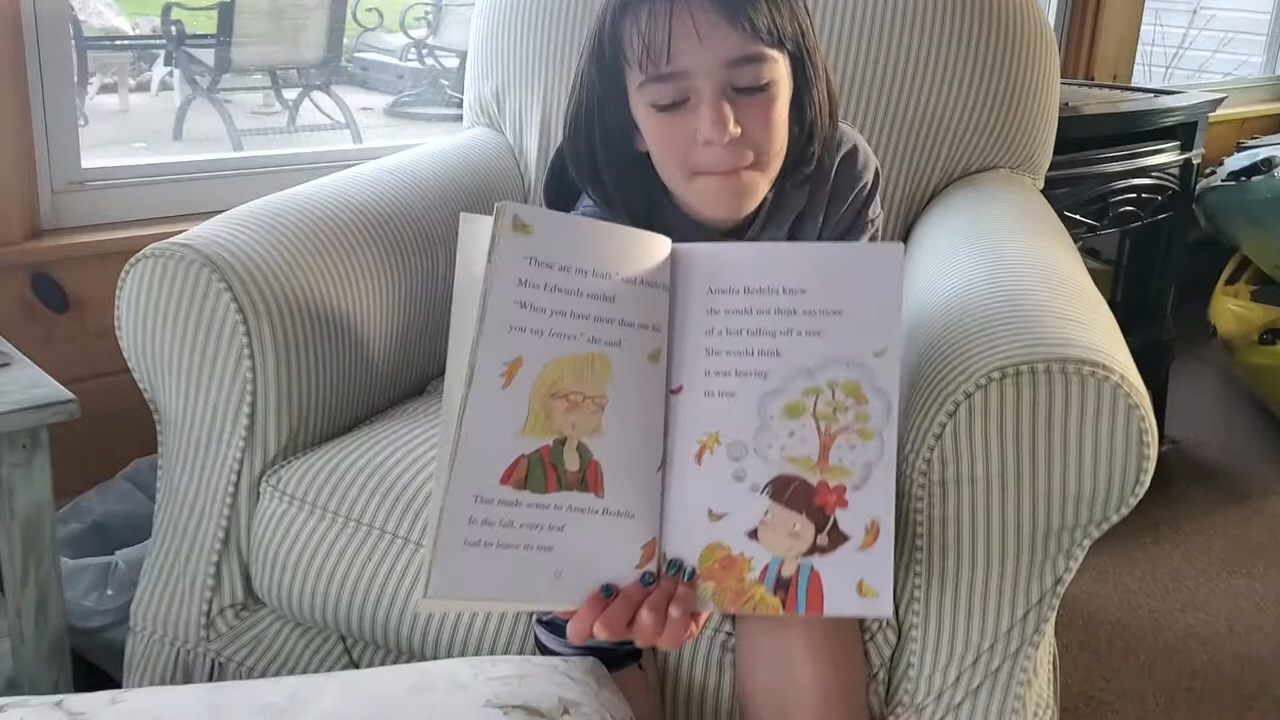 "These are my leafs," said Amelia
Miss Edwards smiled.
"When you have more than one
you say leaves," she said.
That made sense to Amelia Bedelia.
In the fall, every leaf
had to leave its tree.
Amelia Bedelia knew
she would not think anymore
of a leaf falling off a tree.
She would think
it was leaving
its tree.